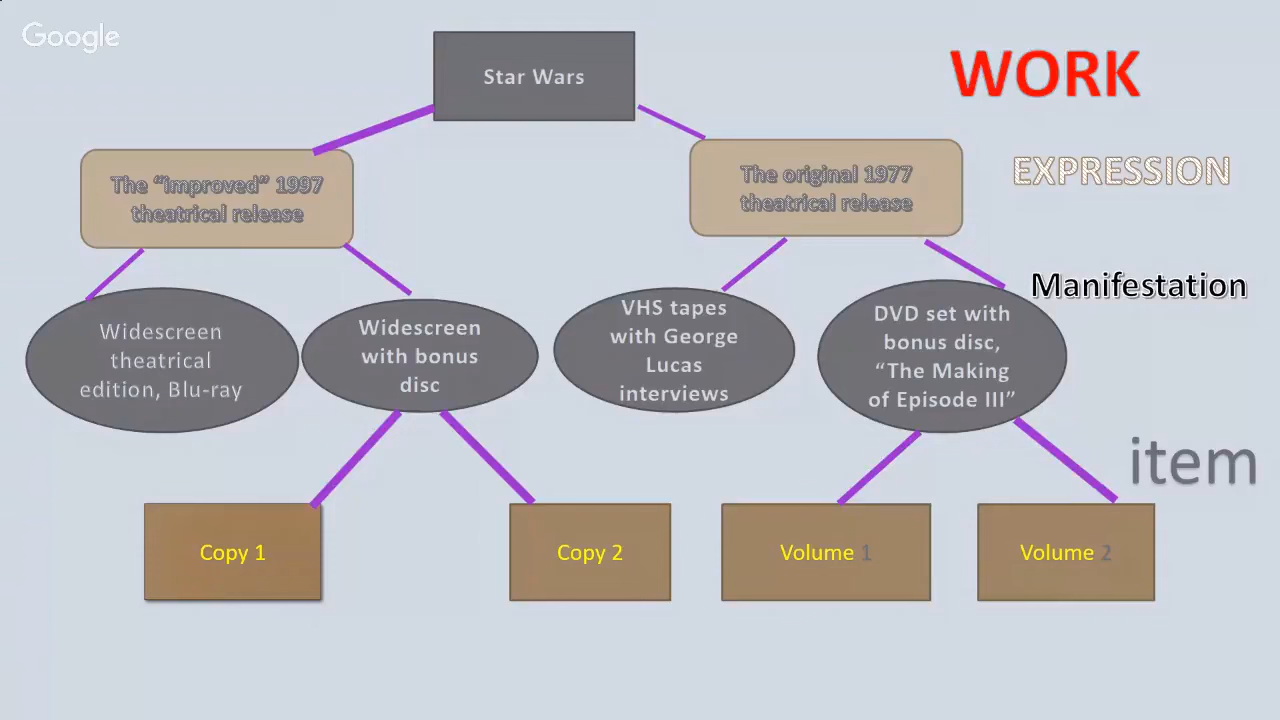 Google
Star Wars
WORK
The “improved” 1997
theatrical release
The original 1977
theatrical release
EXPRESSION
Manifestation
Widescreen
theatrical
edition, Blu-ray
Widescreen
with bonus
disc
VHS tapes
with George
Lucas
interviews
DVD set with
bonus disc,
“The Making
of Episode III”
item
Copy 1
Copy 2
Volume 1
Volume 2